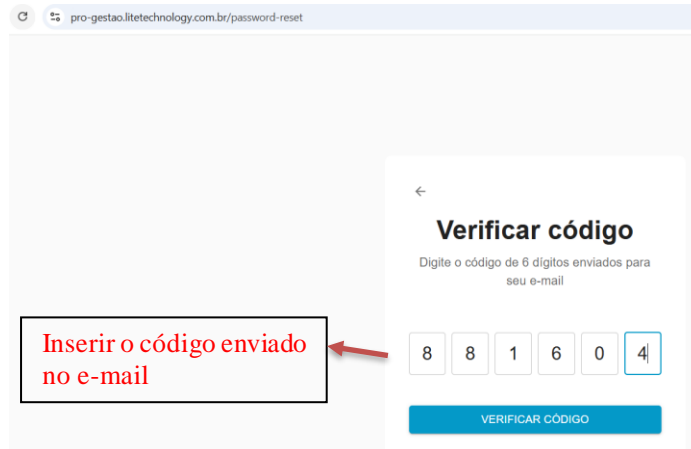 pro-gestao.litetechnology.com.br/password-reset
Verificar código
Digite o código de 6 dígitos enviados para
seu e-mail
Inserir o código enviado
no e-mail
8 8 1 6 0 4
VERIFICAR CÓDIGO